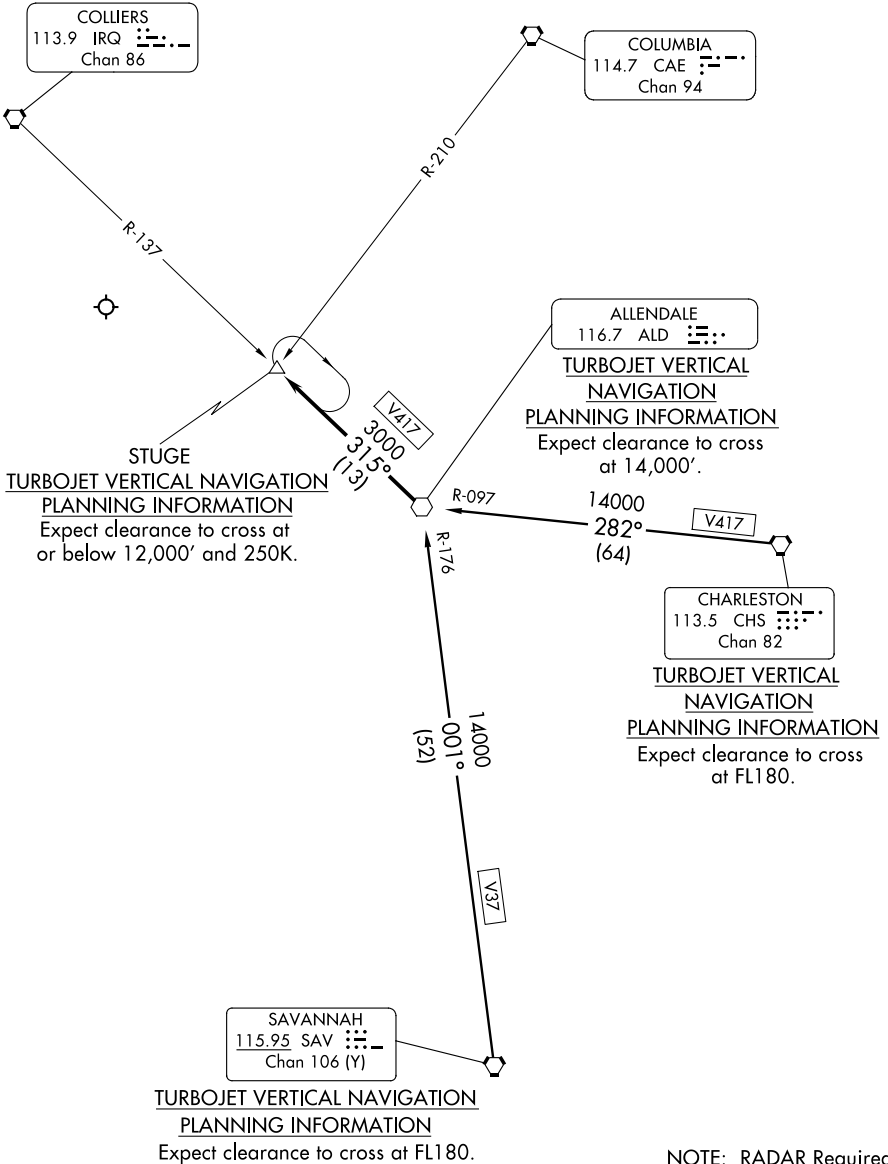 COLLIERS
113.9 IRQ
Chan 86
COLUMBIA
114.7 CAE
Chan 94
R-210
R-137
ALLENDALE
116.7 ALD
TURBOJET VERTICAL
NAVIGATION
PLANNING INFORMATION
Expect clearance to cross
at 14,000′.
V417
3000
315°
(13)
STUGE
TURBOJET VERTICAL NAVIGATION
PLANNING INFORMATION
Expect clearance to cross at
or below 12,000′ and 250K.
R-097
14000
282°
(64)
V417
R-176
CHARLESTON
113.5 CHS
Chan 82
TURBOJET VERTICAL
NAVIGATION
PLANNING INFORMATION
Expect clearance to cross
at FL180.
14000
001°
(52)
V37
SAVANNAH
115.95 SAV
Chan 106 (Y)
TURBOJET VERTICAL NAVIGATION
PLANNING INFORMATION
Expect clearance to cross at FL180.
NOTE: RADAR Required